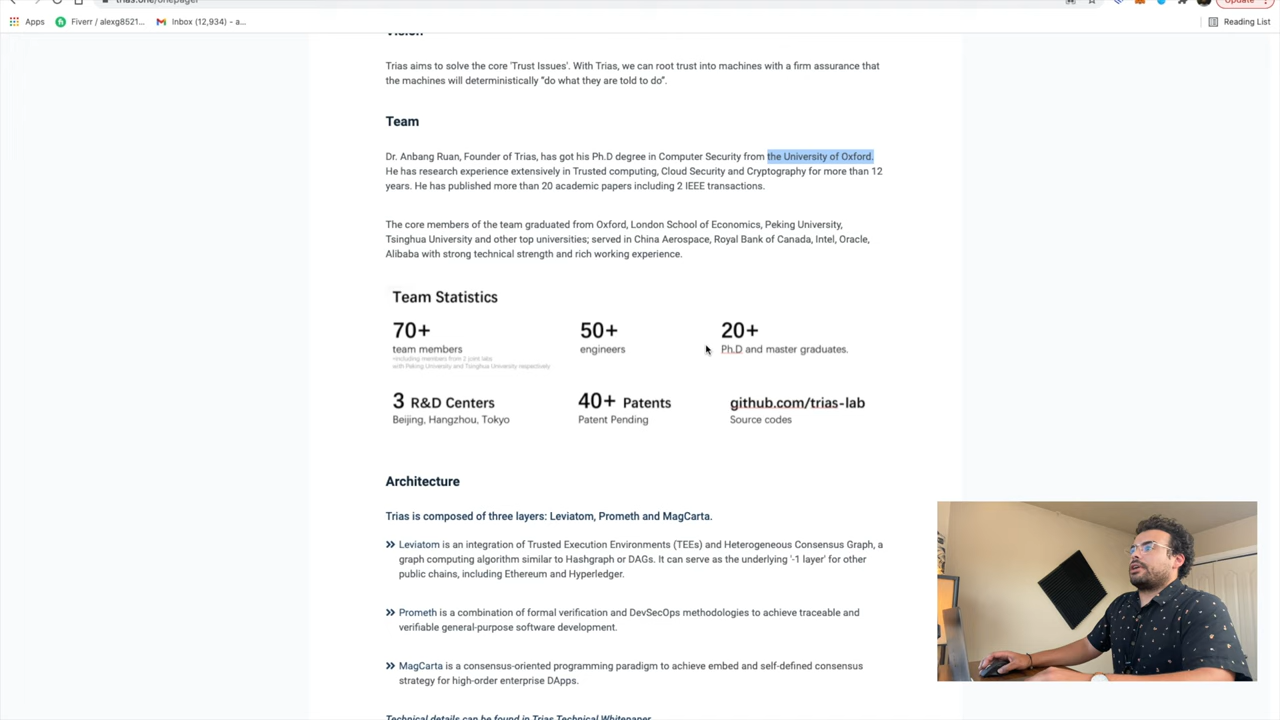 trias.one/onepager
Update
Apps
Fiverr / alexg8521...
Inbox (12,934) – a...
Reading List
Vision
Trias aims to solve the core 'Trust Issues'. With Trias, we can root trust into machines with a firm assurance that
the machines will deterministically "do what they are told to do".
Team
Dr. Anbang Ruan, Founder of Trias, has got his Ph.D degree in Computer Security from the University of Oxford.
He has research experience extensively in Trusted computing, Cloud Security and Cryptography for more than 12
years. He has published more than 20 academic papers including 2 IEEE transactions.
The core members of the team graduated from Oxford, London School of Economics, Peking University,
Tsinghua University and other top universities; served in China Aerospace, Royal Bank of Canada, Intel, Oracle,
Alibaba with strong technical strength and rich working experience.
Team Statistics
70+
team members
*including members from 2 joint labs
with Peking University and Tsinghua University respectively
50+
engineers
20+
Ph.D and master graduates.
3 R&D Centers
Beijing, Hangzhou, Tokyo
40+ Patents
Patent Pending
github.com/trias-lab
Source codes
Architecture
Trias is composed of three layers: Leviatom, Prometh and MagCarta.
Leviatom is an integration of Trusted Execution Environments (TEEs) and Heterogeneous Consensus Graph, a
graph computing algorithm similar to Hashgraph or DAGs. It can serve as the underlying '-1 layer' for other
public chains, including Ethereum and Hyperledger.
Prometh is a combination of formal verification and DevSecOps methodologies to achieve traceable and
verifiable general-purpose software development.
MagCarta is a consensus-oriented programming paradigm to achieve embed and self-defined consensus
strategy for high-order enterprise DApps.
Technical details can be found in Trias Technical Whitepaper